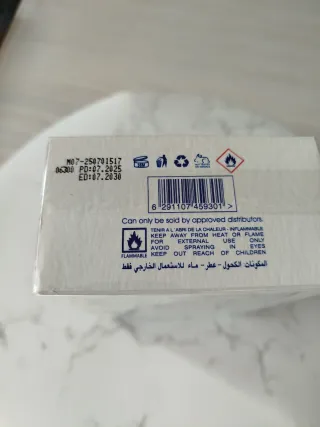 M07-250701517
06300 PD:07.2025
ED:07.2030
6 291107 459301 >
Can only be sold by approved distributors.
TENIR A L'ABRI DE LA CHALEUR - INFLAMMABLE
KEEP AWAY FROM HEAT OR FLAME
FOR EXTERNAL USE ONLY
AVOID SPRAYING IN EYES
KEEP OUT REACH OF CHILDREN
FLAMMABLE
المكونات الكحول - عطر - ماء للاستعمال الخارجي فقط